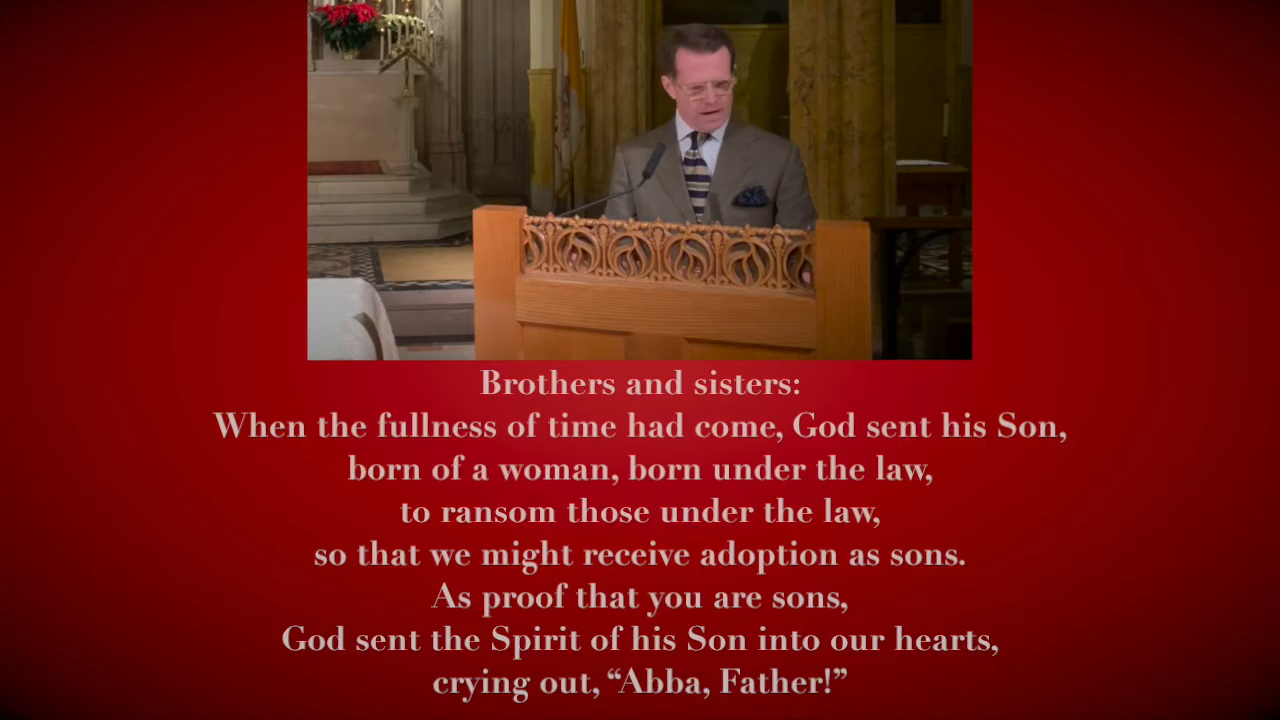 Brothers and sisters:
When the fullness of time had come, God sent his Son,
born of a woman, born under the law,
to ransom those under the law,
so that we might receive adoption as sons.
As proof that you are sons,
God sent the Spirit of his Son into our hearts,
crying out, “Abba, Father!”